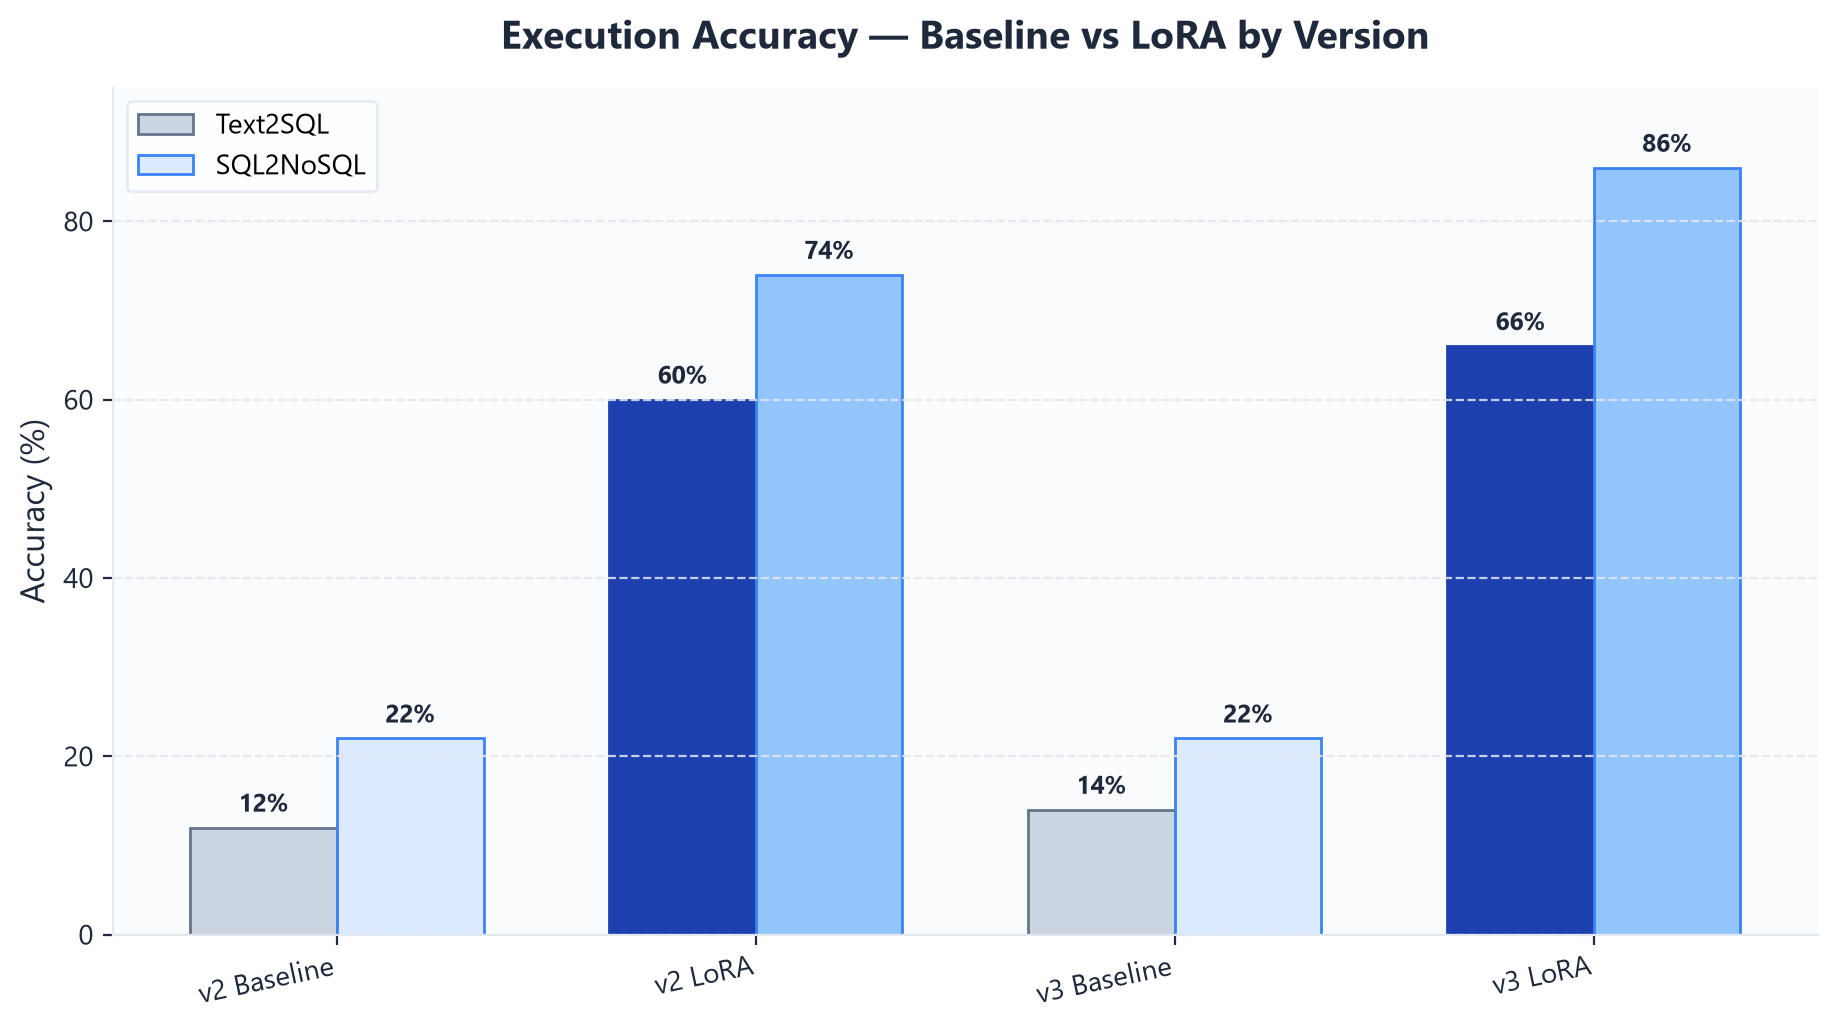 Execution Accuracy — Baseline vs LoRA by Version
Text2SQL
SQL2NoSQL
Accuracy (%)
80
60
40
20
0
12%
22%
60%
74%
14%
22%
66%
86%
v2 Baseline
v2 LoRA
v3 Baseline
v3 LoRA